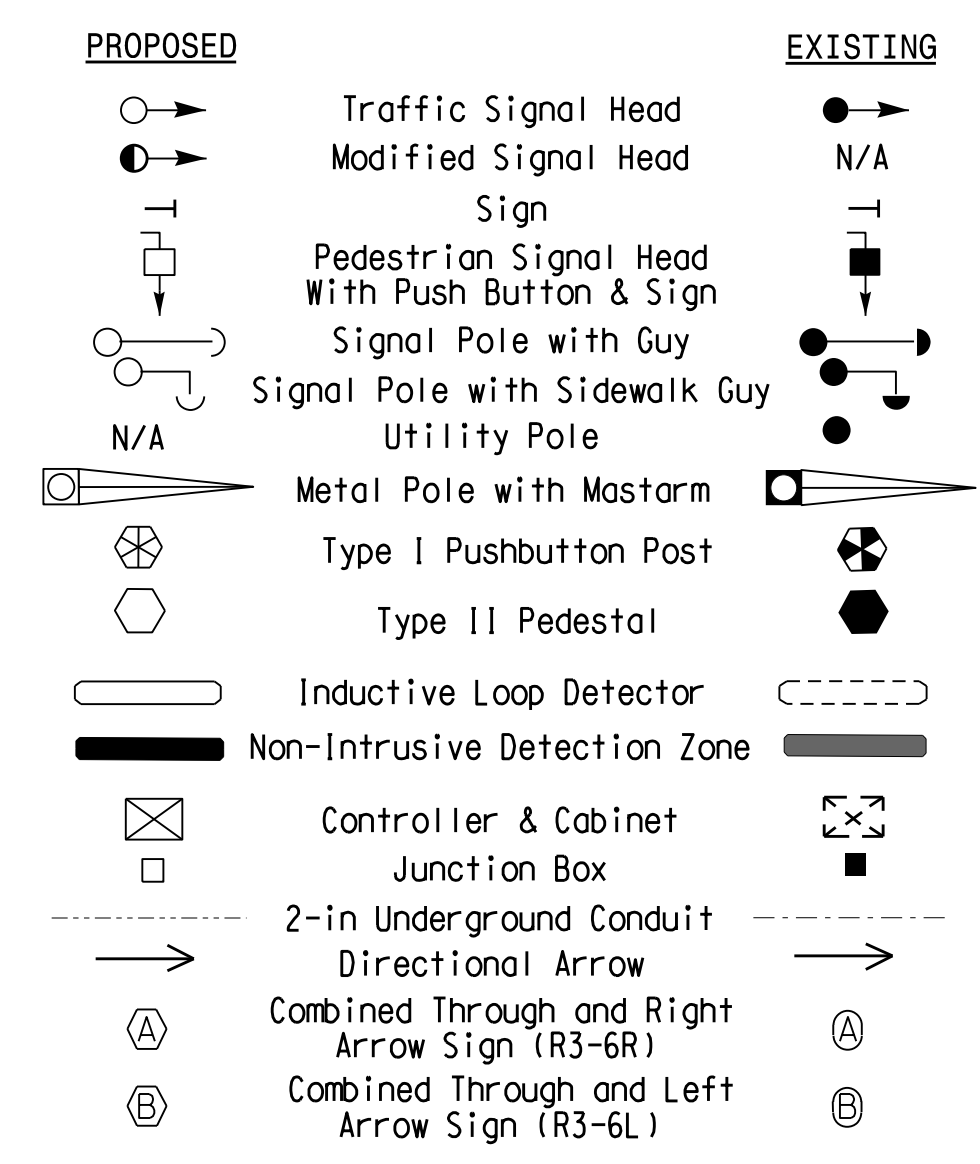 PROPOSED EXISTING
Traffic Signal Head
Modified Signal Head N/A
Sign
Pedestrian Signal Head
With Push Button & Sign
Signal Pole with Guy
Signal Pole with Sidewalk Guy
N/A Utility Pole
Metal Pole with Mastarm
Type I Pushbutton Post
Type II Pedestal
Inductive Loop Detector
Non-Intrusive Detection Zone
Controller & Cabinet
Junction Box
2-in Underground Conduit
Directional Arrow
Combined Through and Right
A Arrow Sign (R3-6R) A
Combined Through and Left
B Arrow Sign (R3-6L) B